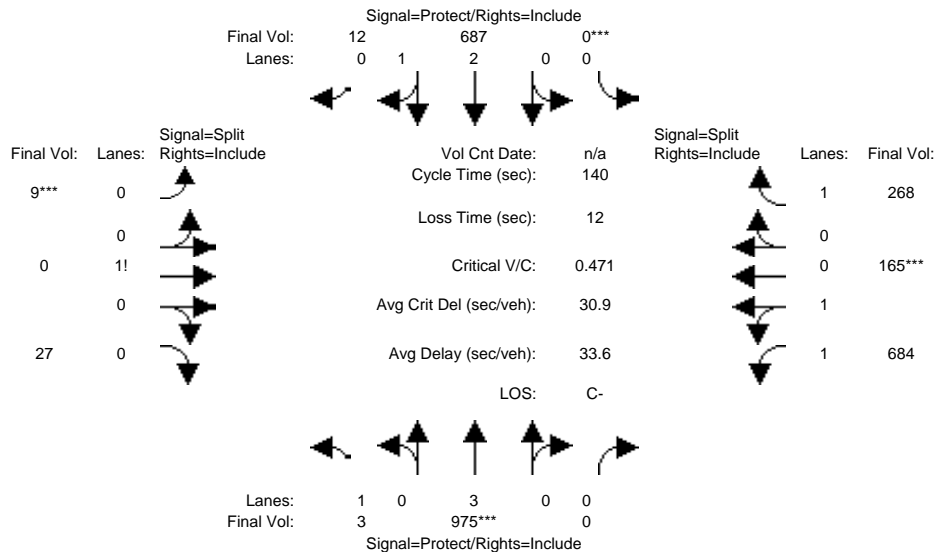 Signal=Protect/Rights=Include
Final Vol: 12 687 0***
Lanes: 0 1 2 0 0
Signal=Split
Final Vol: Lanes: Rights=Include
Vol Cnt Date: n/a
Signal=Split
Rights=Include Lanes: Final Vol:
Cycle Time (sec): 140
9*** 0
1 268
Loss Time (sec): 12
0
0
0 1!
Critical V/C: 0.471
0 165***
0
Avg Crit Del (sec/veh): 30.9
1
27 0
Avg Delay (sec/veh): 33.6
1 684
LOS: C-
Lanes: 1 0 3 0 0
Final Vol: 3 975*** 0
Signal=Protect/Rights=Include